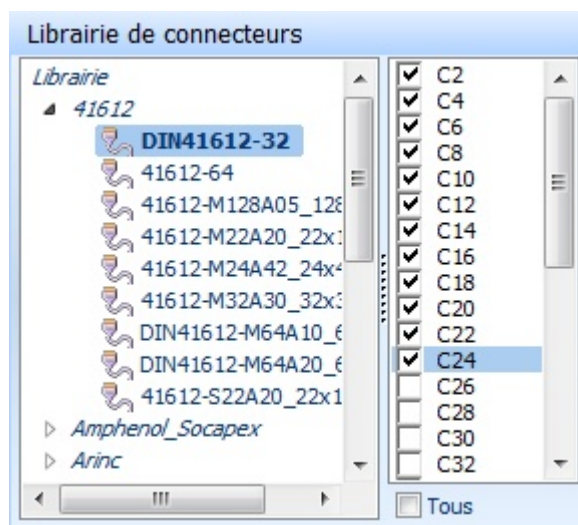 Librairie de connecteurs
Librairie
41612
DIN41612-32
41612-64
41612-M128A05_128
41612-M22A20_22x1
41612-M24A42_24x4
41612-M32A30_32x3
DIN41612-M64A10_6
DIN41612-M64A20_6
41612-S22A20_22x1
Amphenol_Socapex
Arinc
C2
C4
C6
C8
C10
C12
C14
C16
C18
C20
C22
C24
C26
C28
C30
C32
Tous